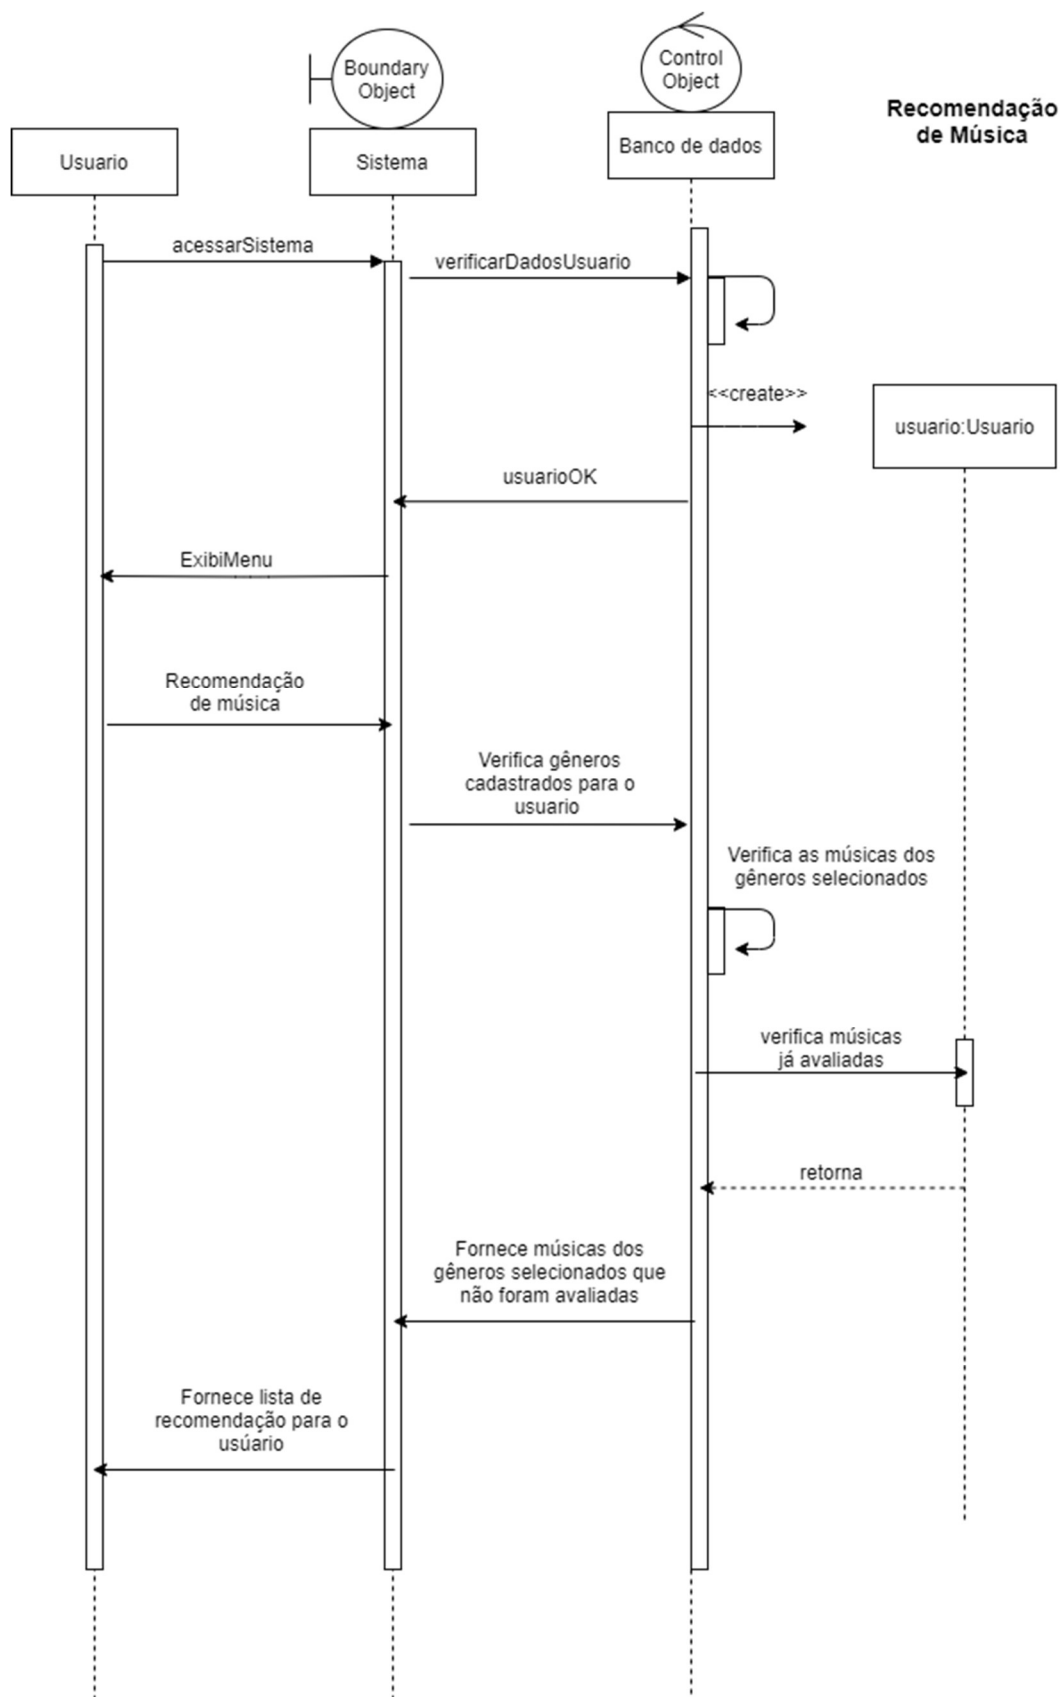 Boundary
Object
Control
Object
Recomendação
de Música
Usuario
Sistema
Banco de dados
acessarSistema
verificarDadosUsuario
<<create>>
usuario:Usuario
usuarioOK
ExibiMenu
Recomendação
de música
Verifica gêneros
cadastrados para o
usuario
Verifica as músicas dos
gêneros selecionados
verifica músicas
já avaliadas
retorna
Fornece músicas dos
gêneros selecionados que
não foram avaliadas
Fornece lista de
recomendação para o
usúario